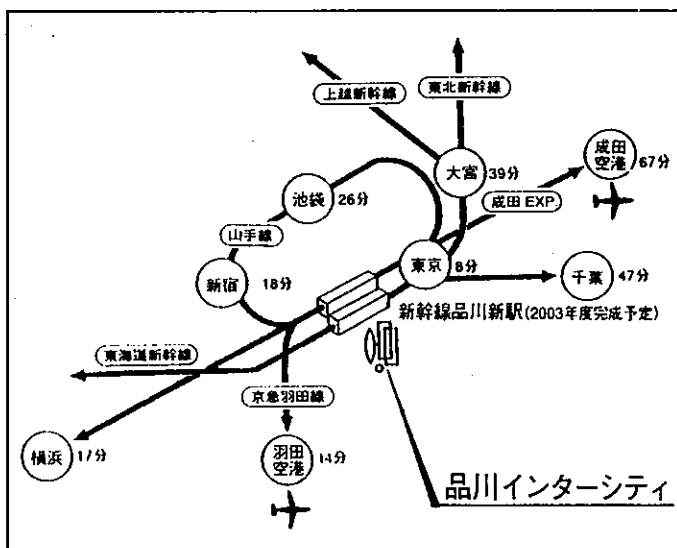 上越新幹線
東北新幹線
成田
空港
67分
大宮
39分
池袋
26分
成田EXP.
山手線
新宿
18分
東京
8分
千葉
47分
新幹線品川新駅(2003年度完成予定)
東海道新幹線
京急羽田線
横浜
17分
羽田
空港
14分
品川インターシティ